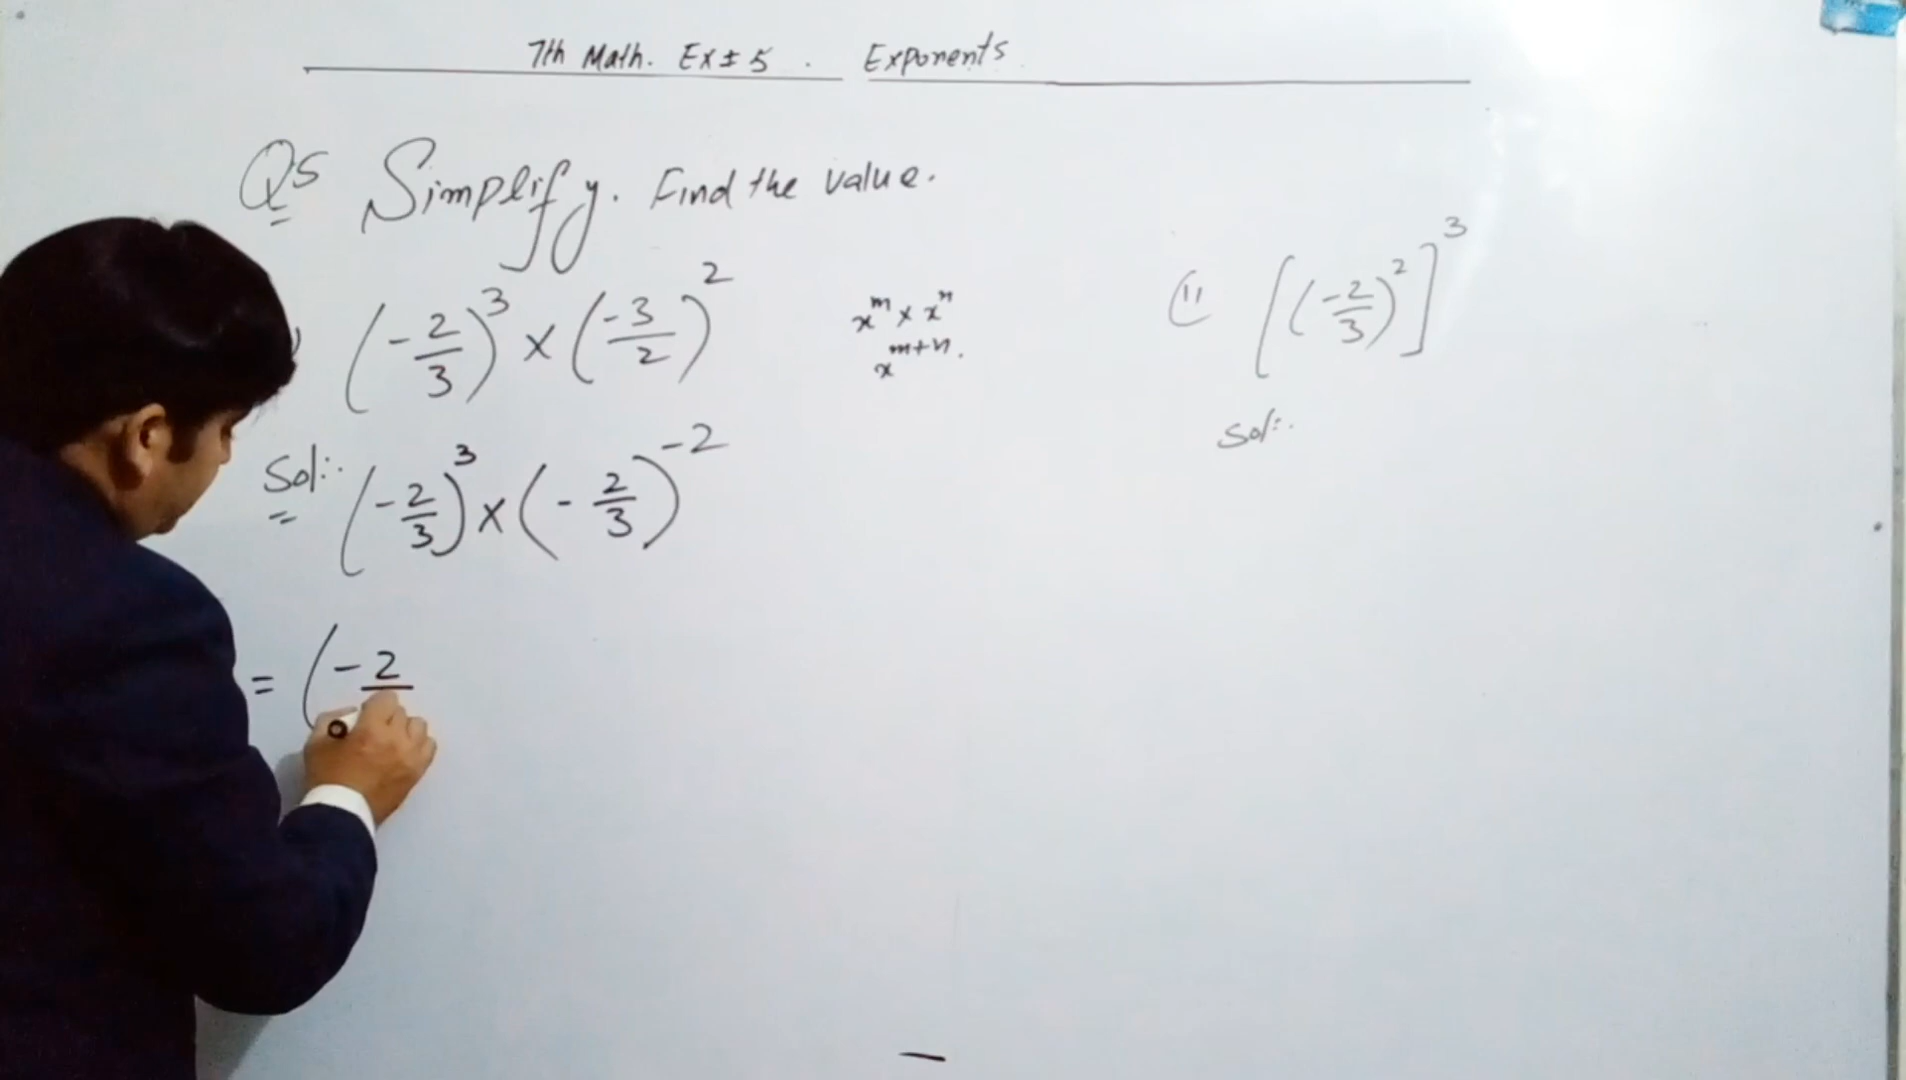 7th Math. Ex ± 5 . Exponents
Q5 Simplify. Find the value.
(-2/3)³ × (-3/2)²
xᵐ × xⁿ
xᵐ⁺ⁿ.
Sol:. (-2/3)³ × (-2/3)⁻²
= (-2
(ii [(-2/3)²]³
Sol:.